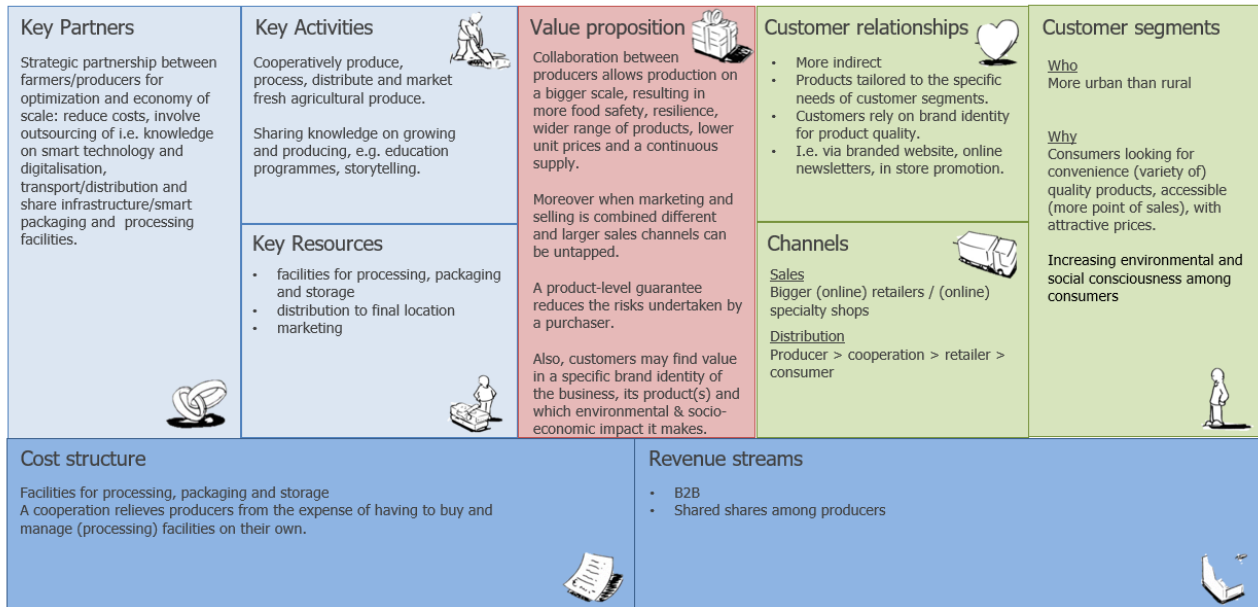 Key Partners
Strategic partnership between
farmers/producers for
optimization and economy of
scale: reduce costs, involve
outsourcing of i.e. knowledge
on smart technology and
digitalisation,
transport/distribution and
share infrastructure/smart
packaging and processing
facilities.
Key Activities
Cooperatively produce,
process, distribute and market
fresh agricultural produce.
Sharing knowledge on growing
and producing, e.g. education
programmes, storytelling.
Key Resources
• facilities for processing, packaging
and storage
• distribution to final location
• marketing
Value proposition
Collaboration between
producers allows production on
a bigger scale, resulting in
more food safety, resilience,
wider range of products, lower
unit prices and a continuous
supply.
Moreover when marketing and
selling is combined different
and larger sales channels can
be untapped.
A product-level guarantee
reduces the risks undertaken by
a purchaser.
Also, customers may find value
in a specific brand identity of
the business, its product(s) and
which environmental & socio-
economic impact it makes.
Customer relationships
• More indirect
• Products tailored to the specific
needs of customer segments.
• Customers rely on brand identity
for product quality.
• I.e. via branded website, online
newsletters, in store promotion.
Channels
Sales
Bigger (online) retailers / (online)
specialty shops
Distribution
Producer > cooperation > retailer >
consumer
Customer segments
Who
More urban than rural
Why
Consumers looking for
convenience (variety of)
quality products, accessible
(more point of sales), with
attractive prices.
Increasing environmental and
social consciousness among
consumers
Cost structure
Facilities for processing, packaging and storage
A cooperation relieves producers from the expense of having to buy and
manage (processing) facilities on their own.
Revenue streams
• B2B
• Shared shares among producers